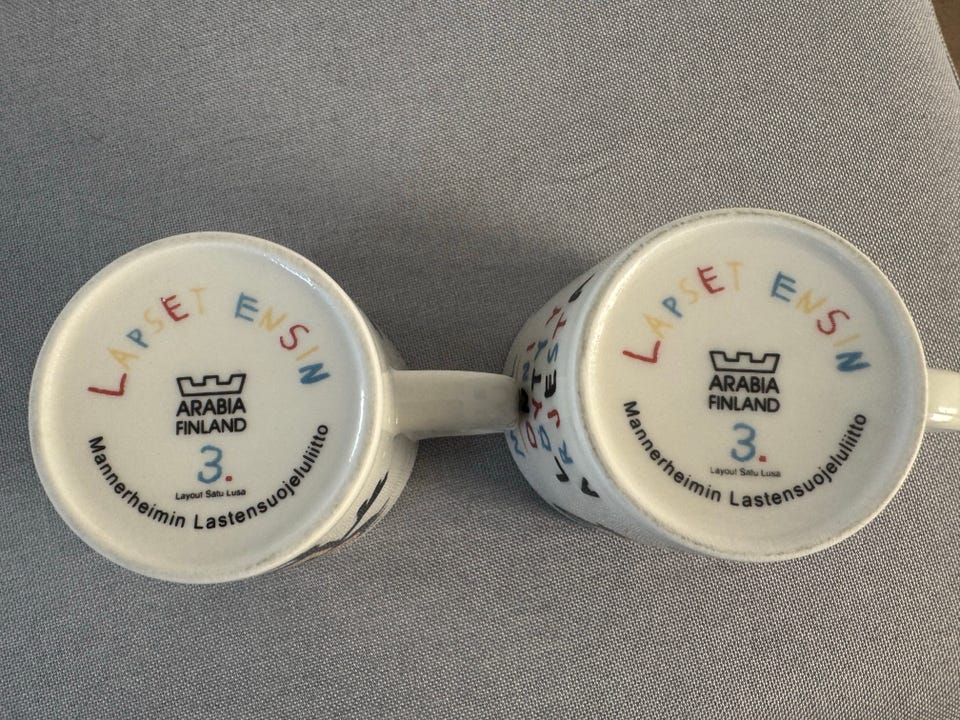 LAPSET ENSIN
ARABIA
FINLAND
3.
Layout Satu Lusa
Mannerheimin Lastensuojeluliitto
LAPSET ENSIN
ARABIA
FINLAND
3.
Layout Satu Lusa
Mannerheimin Lastensuojeluliitto